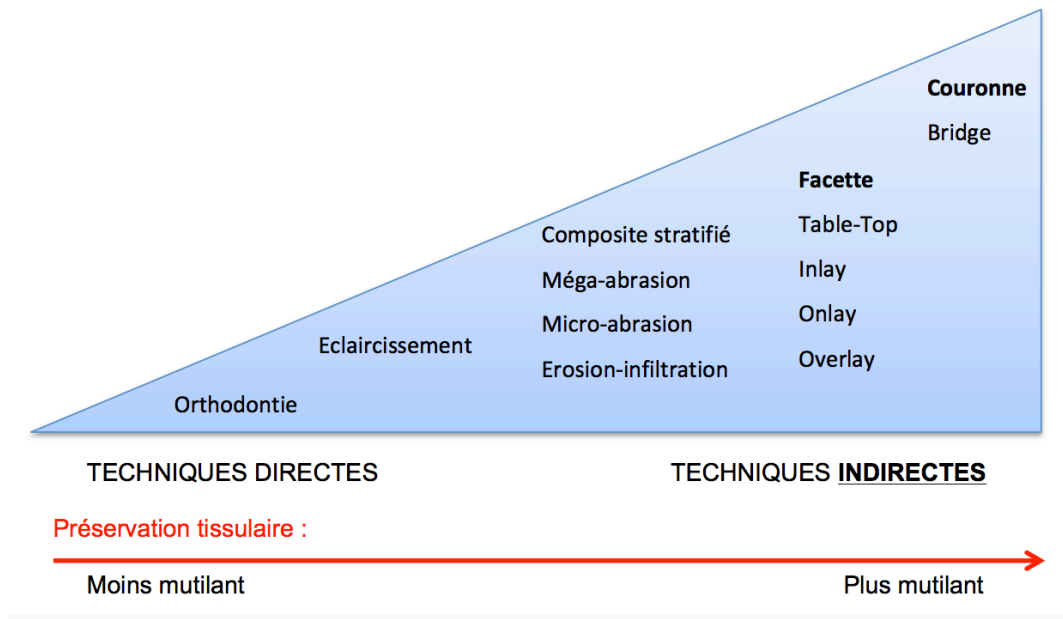 Couronne
Bridge
Facette
Table-Top
Inlay
Onlay
Overlay
Composite stratifié
Méga-abrasion
Micro-abrasion
Erosion-infiltration
Eclaircissement
Orthodontie
TECHNIQUES DIRECTES
TECHNIQUES INDIRECTES
Préservation tissulaire :
Moins mutilant
Plus mutilant